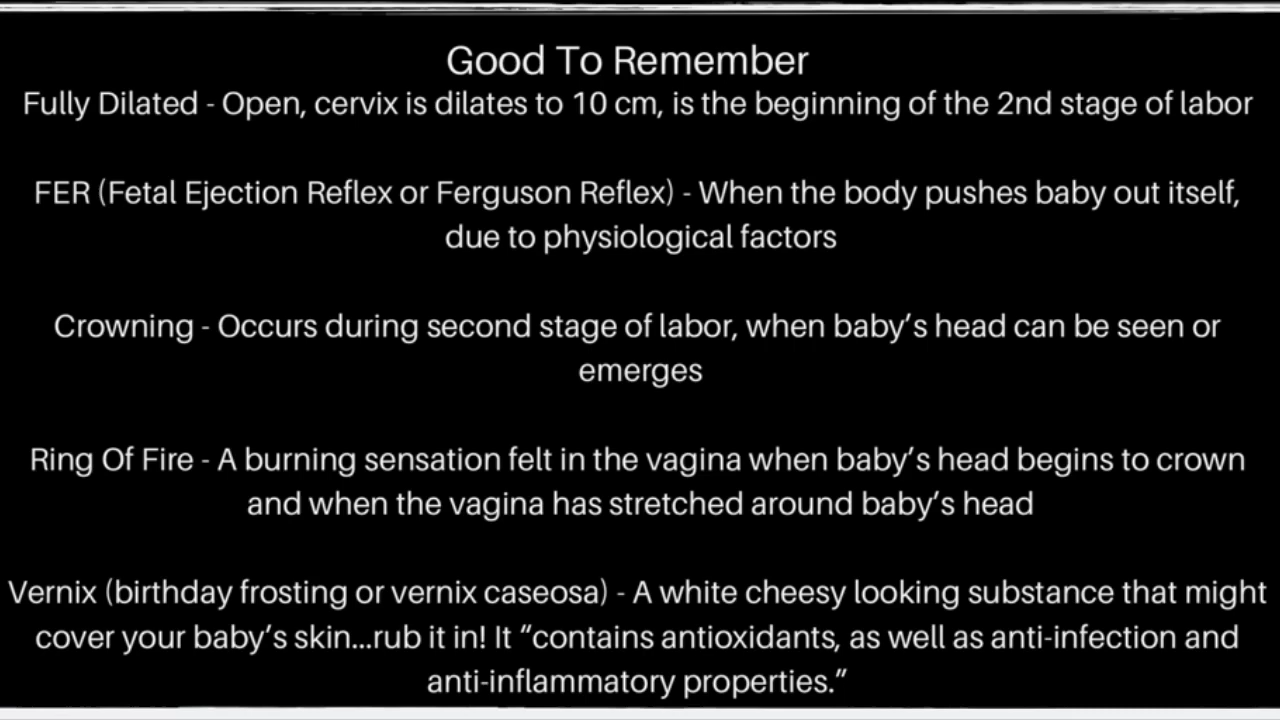 Good To Remember
Fully Dilated - Open, cervix is dilates to 10 cm, is the beginning of the 2nd stage of labor
FER (Fetal Ejection Reflex or Ferguson Reflex) - When the body pushes baby out itself,
due to physiological factors
Crowning - Occurs during second stage of labor, when baby’s head can be seen or
emerges
Ring Of Fire - A burning sensation felt in the vagina when baby’s head begins to crown
and when the vagina has stretched around baby’s head
Vernix (birthday frosting or vernix caseosa) - A white cheesy looking substance that might
cover your baby’s skin...rub it in! It “contains antioxidants, as well as anti-infection and
anti-inflammatory properties.”